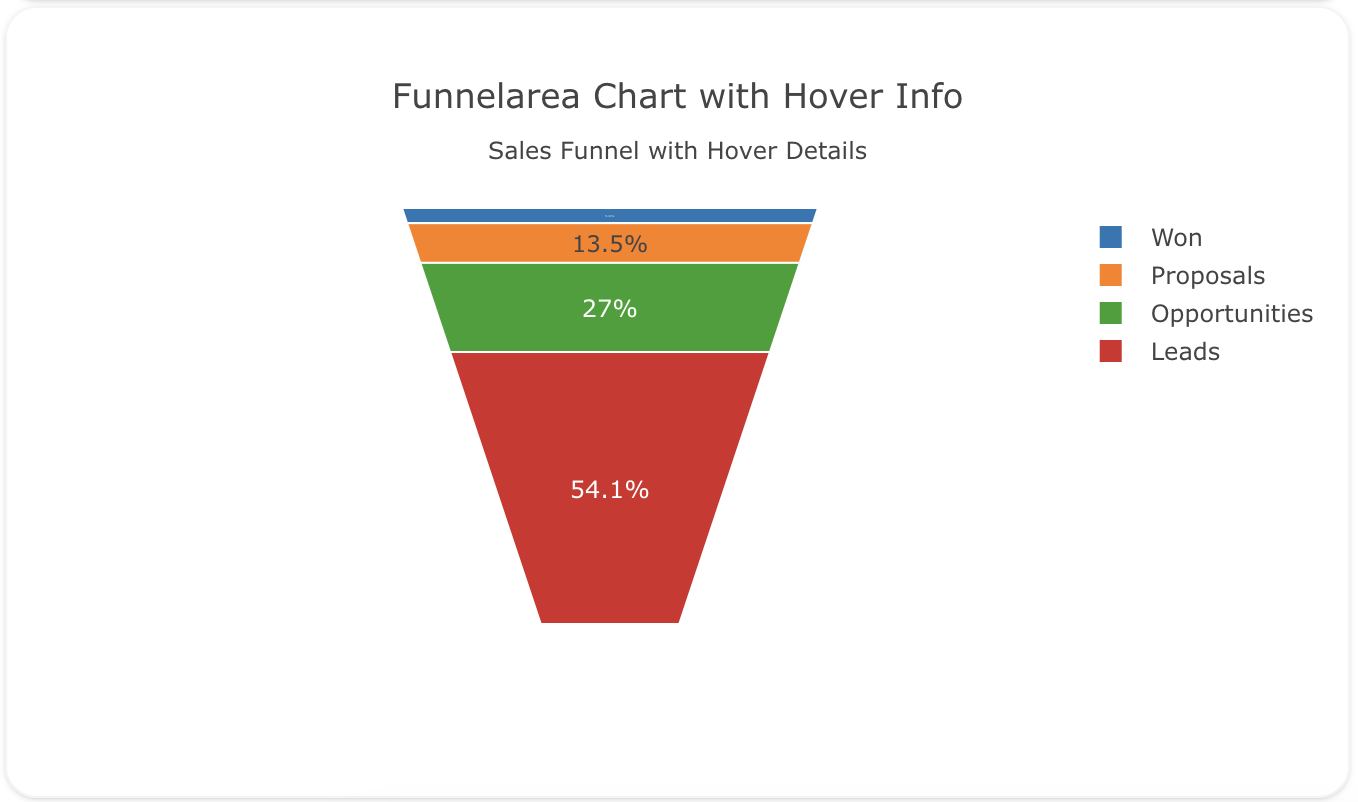 Funnelarea Chart with Hover Info
Sales Funnel with Hover Details
13.5%
27%
54.1%
Won
Proposals
Opportunities
Leads